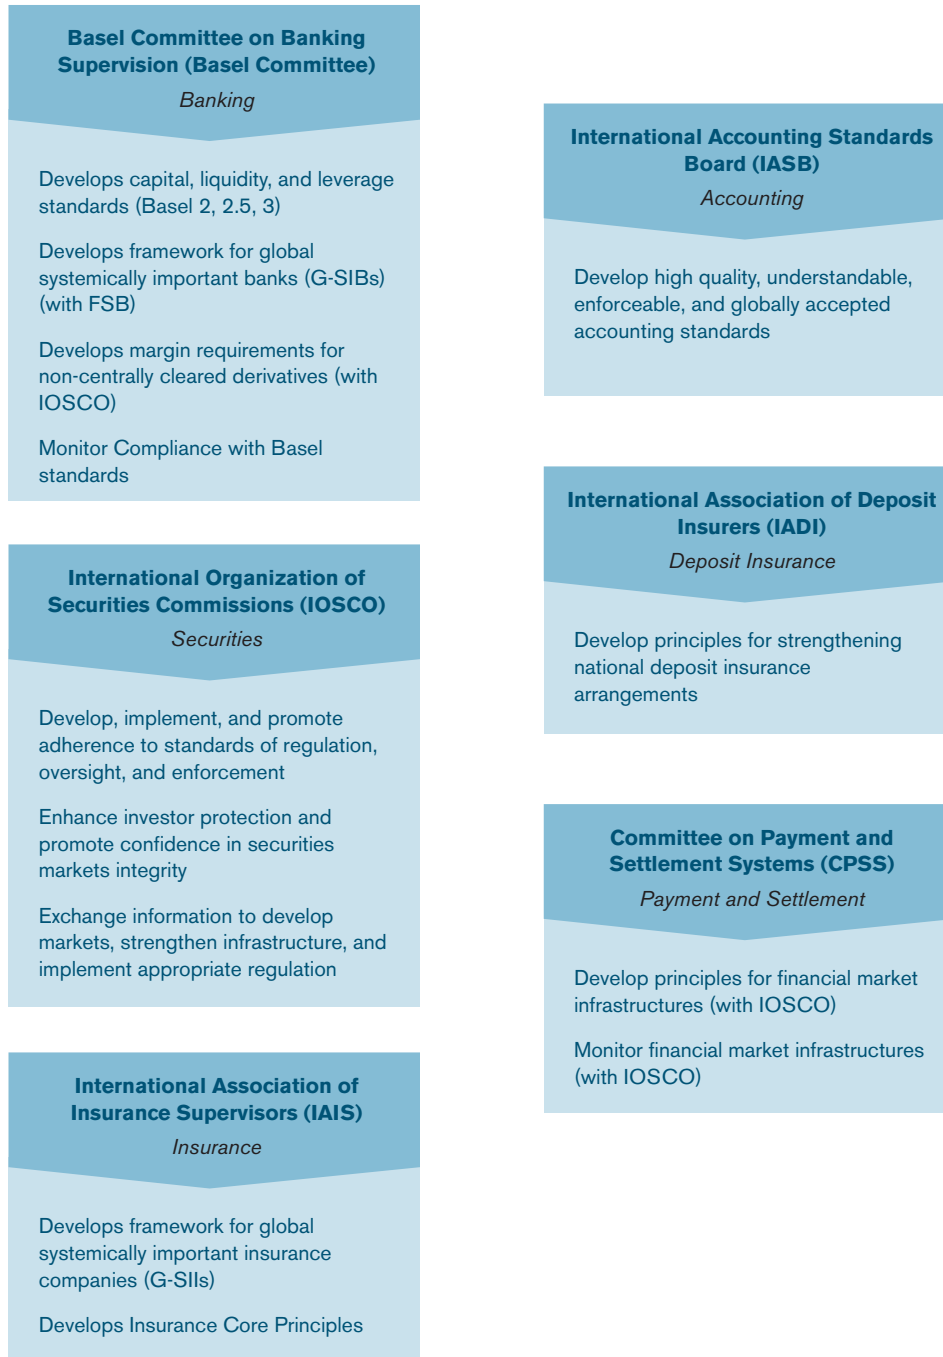 Basel Committee on Banking
Supervision (Basel Committee)
Banking
Develops capital, liquidity, and leverage
standards (Basel 2, 2.5, 3)
Develops framework for global
systemically important banks (G-SIBs)
(with FSB)
Develops margin requirements for
non-centrally cleared derivatives (with
IOSCO)
Monitor Compliance with Basel
standards
International Organization of
Securities Commissions (IOSCO)
Securities
Develop, implement, and promote
adherence to standards of regulation,
oversight, and enforcement
Enhance investor protection and
promote confidence in securities
markets integrity
Exchange information to develop
markets, strengthen infrastructure, and
implement appropriate regulation
International Association of
Insurance Supervisors (IAIS)
Insurance
Develops framework for global
systemically important insurance
companies (G-SIIs)
Develops Insurance Core Principles
International Accounting Standards
Board (IASB)
Accounting
Develop high quality, understandable,
enforceable, and globally accepted
accounting standards
International Association of Deposit
Insurers (IADI)
Deposit Insurance
Develop principles for strengthening
national deposit insurance
arrangements
Committee on Payment and
Settlement Systems (CPSS)
Payment and Settlement
Develop principles for financial market
infrastructures (with IOSCO)
Monitor financial market infrastructures
(with IOSCO)